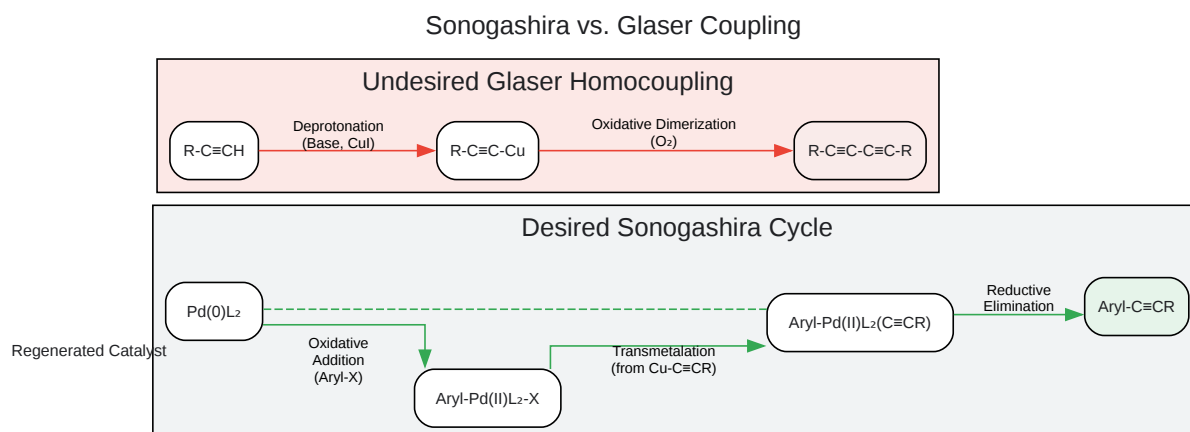 Sonogashira vs. Glaser Coupling
Undesired Glaser Homocoupling
R-C≡CH
Deprotonation
(Base, CuI)
R-C≡C-Cu
Oxidative Dimerization
(O₂)
R-C≡C-C≡C-R
Desired Sonogashira Cycle
Pd(0)L₂
Regenerated Catalyst
Oxidative
Addition
(Aryl-X)
Aryl-Pd(II)L₂-X
Transmetalation
(from Cu-C≡CR)
Aryl-Pd(II)L₂(C≡CR)
Reductive
Elimination
Aryl-C≡CR